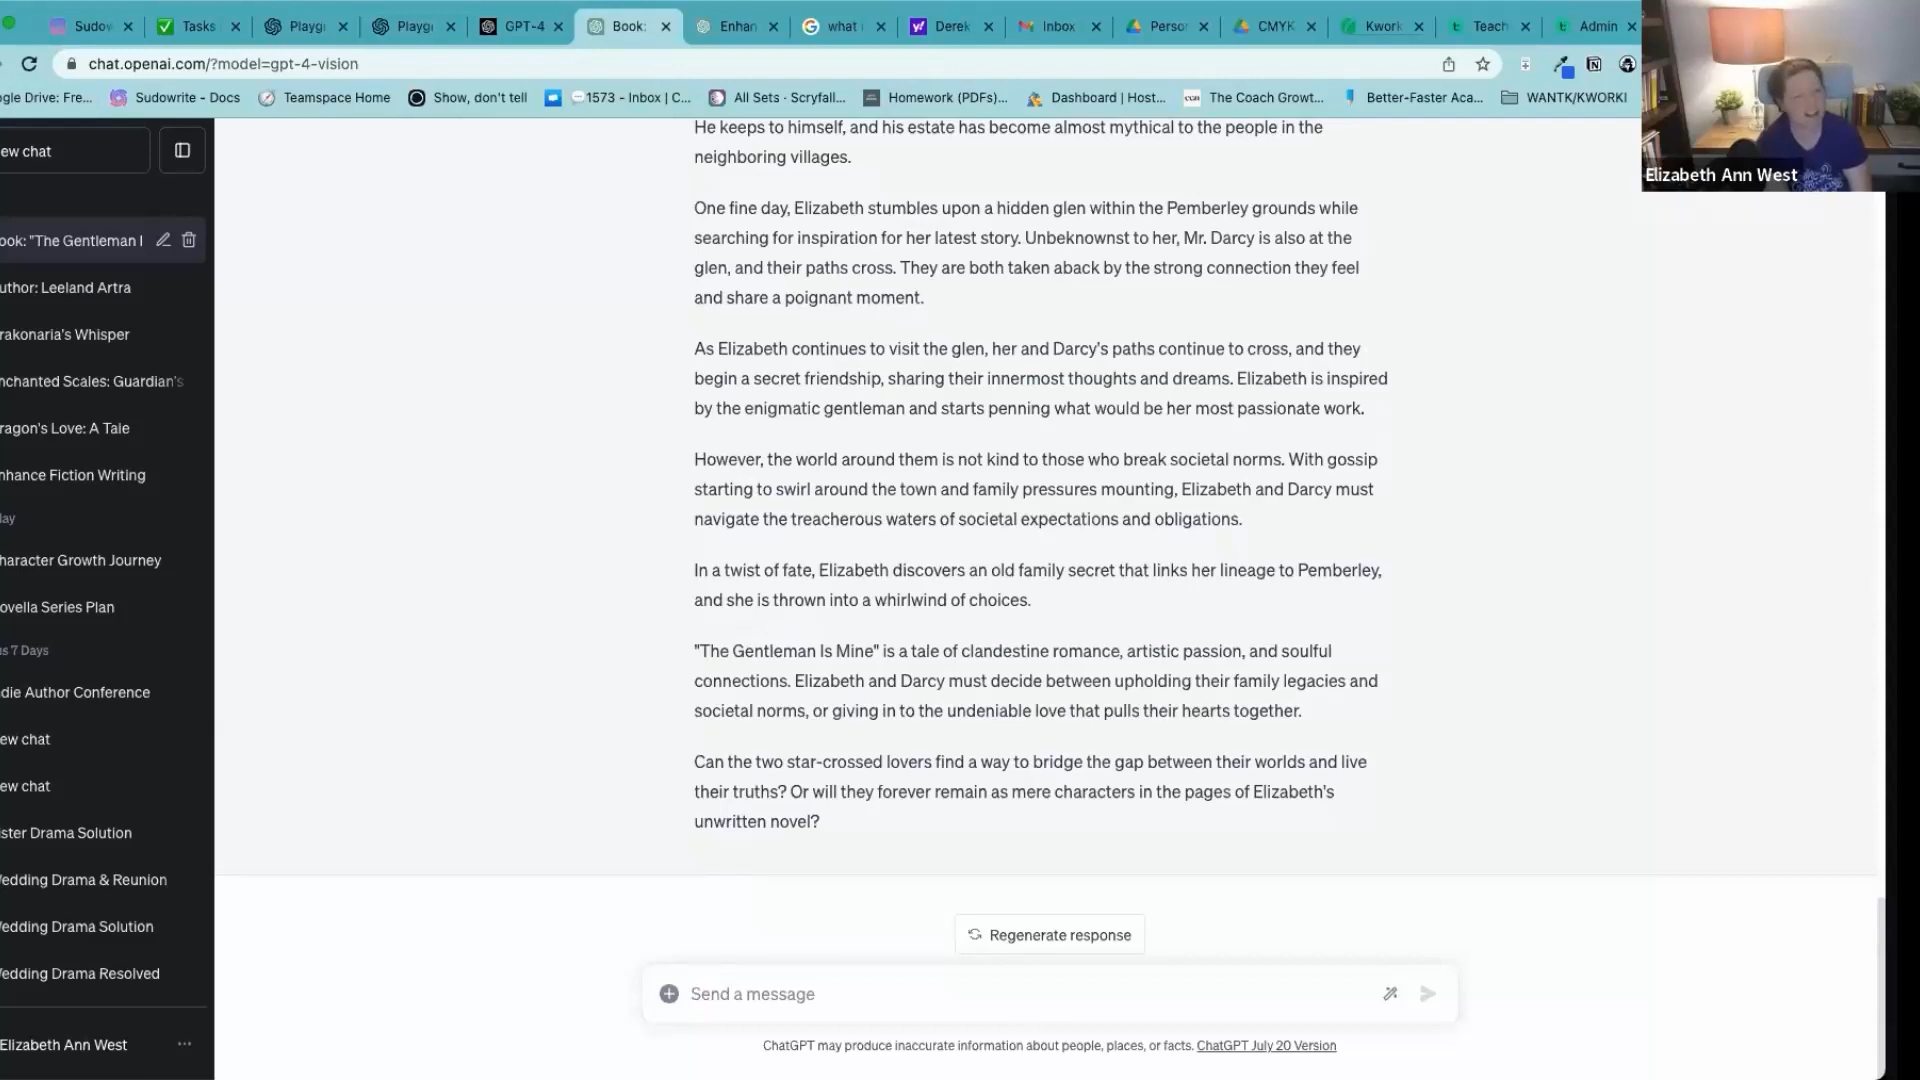 Sudow
Tasks
Playgr
Playgr
GPT-4
Book:
Enhan
what
Derek
Inbox
Person
CMYK
Kwork
Teach
Admin
chat.openai.com/?model=gpt-4-vision
gle Drive: Fre...
Sudowrite - Docs
Teamspace Home
Show, don't tell
1573 - Inbox | C...
All Sets · Scryfall...
Homework (PDFs)...
Dashboard | Host...
The Coach Growt...
Better-Faster Aca...
WANTK/KWORKI
Elizabeth Ann West
ew chat
ook: "The Gentleman I
uthor: Leeland Artra
rakonaria's Whisper
nchanted Scales: Guardian's
ragon's Love: A Tale
nhance Fiction Writing
lay
haracter Growth Journey
ovella Series Plan
us 7 Days
die Author Conference
ew chat
ew chat
ister Drama Solution
edding Drama & Reunion
edding Drama Solution
edding Drama Resolved
Elizabeth Ann West
He keeps to himself, and his estate has become almost mythical to the people in the
neighboring villages.
One fine day, Elizabeth stumbles upon a hidden glen within the Pemberley grounds while
searching for inspiration for her latest story. Unbeknownst to her, Mr. Darcy is also at the
glen, and their paths cross. They are both taken aback by the strong connection they feel
and share a poignant moment.
As Elizabeth continues to visit the glen, her and Darcy's paths continue to cross, and they
begin a secret friendship, sharing their innermost thoughts and dreams. Elizabeth is inspired
by the enigmatic gentleman and starts penning what would be her most passionate work.
However, the world around them is not kind to those who break societal norms. With gossip
starting to swirl around the town and family pressures mounting, Elizabeth and Darcy must
navigate the treacherous waters of societal expectations and obligations.
In a twist of fate, Elizabeth discovers an old family secret that links her lineage to Pemberley,
and she is thrown into a whirlwind of choices.
"The Gentleman Is Mine" is a tale of clandestine romance, artistic passion, and soulful
connections. Elizabeth and Darcy must decide between upholding their family legacies and
societal norms, or giving in to the undeniable love that pulls their hearts together.
Can the two star-crossed lovers find a way to bridge the gap between their worlds and live
their truths? Or will they forever remain as mere characters in the pages of Elizabeth's
unwritten novel?
Regenerate response
Send a message
ChatGPT may produce inaccurate information about people, places, or facts. ChatGPT July 20 Version